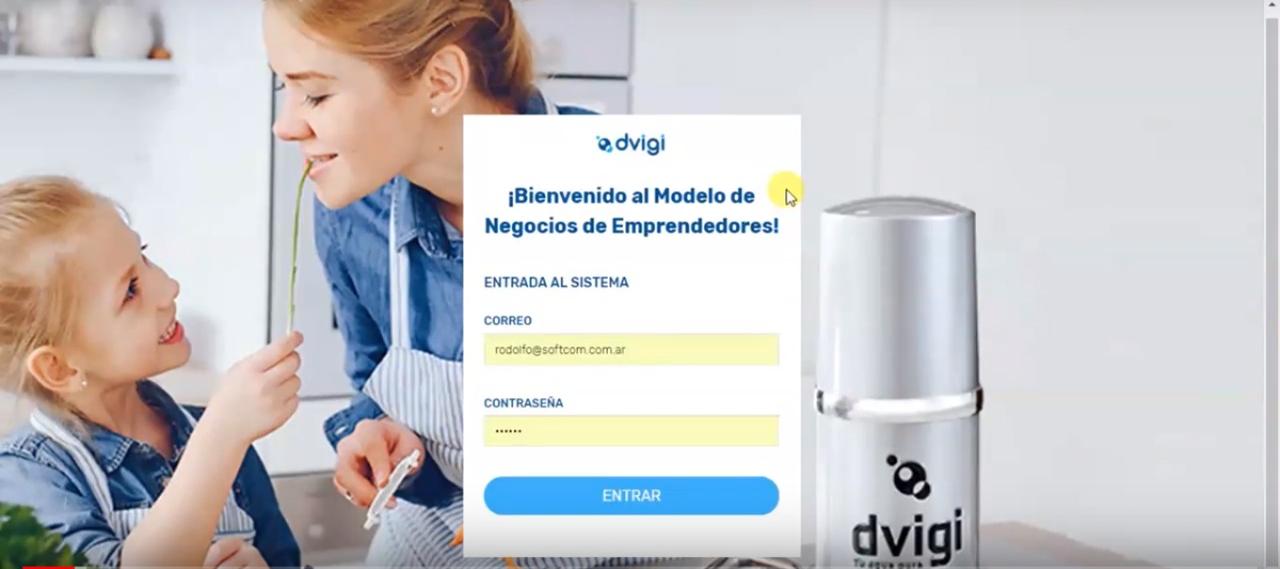 dvigi
¡Bienvenido al Modelo de
Negocios de Emprendedores!
ENTRADA AL SISTEMA
CORREO
rodolfo@softcom.com.ar
CONTRASEÑA
••••••
ENTRAR
dvigi
Tu agua pura